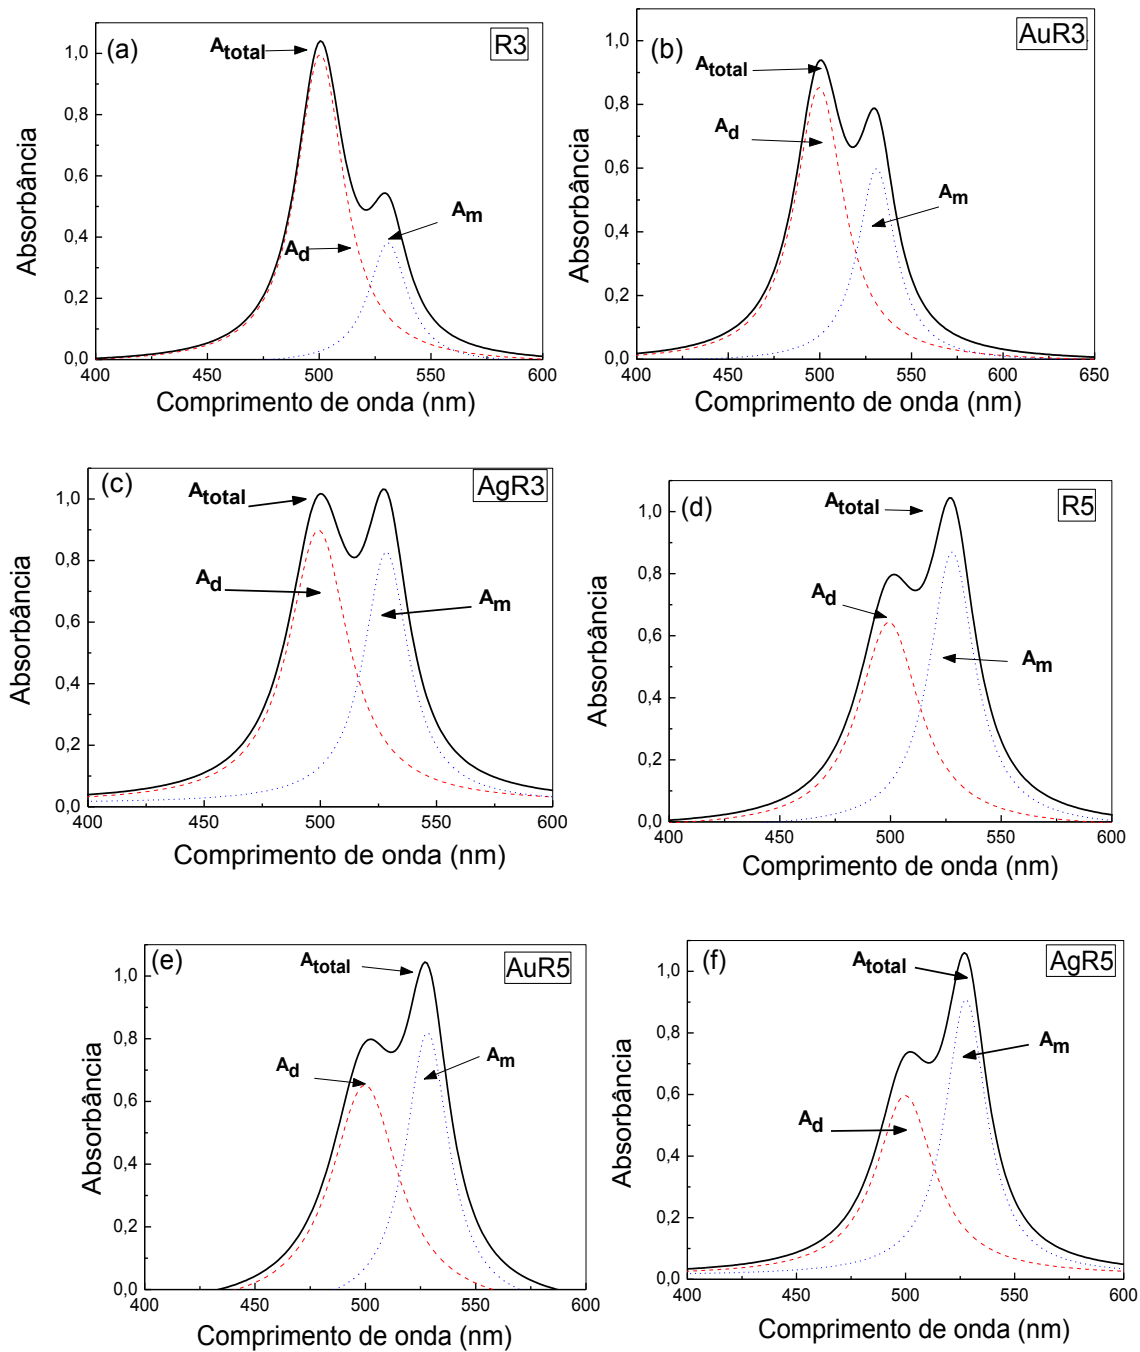 (a)
R3
A_total
A_d
A_m
Absorbância
1,0
0,8
0,6
0,4
0,2
0,0
400 450 500 550 600
Comprimento de onda (nm)
(b)
AuR3
A_total
A_d
A_m
Absorbância
1,0
0,8
0,6
0,4
0,2
0,0
400 450 500 550 600 650
Comprimento de onda (nm)
(c)
AgR3
A_total
A_d
A_m
Absorbância
1,0
0,8
0,6
0,4
0,2
0,0
400 450 500 550 600
Comprimento de onda (nm)
(d)
R5
A_total
A_d
A_m
Absorbância
1,0
0,8
0,6
0,4
0,2
0,0
400 450 500 550 600
Comprimento de onda (nm)
(e)
AuR5
A_total
A_d
A_m
Absorbância
1,0
0,8
0,6
0,4
0,2
0,0
400 450 500 550 600
Comprimento de onda (nm)
(f)
AgR5
A_total
A_m
A_d
Absorbância
1,0
0,8
0,6
0,4
0,2
0,0
400 450 500 550 600
Comprimento de onda (nm)